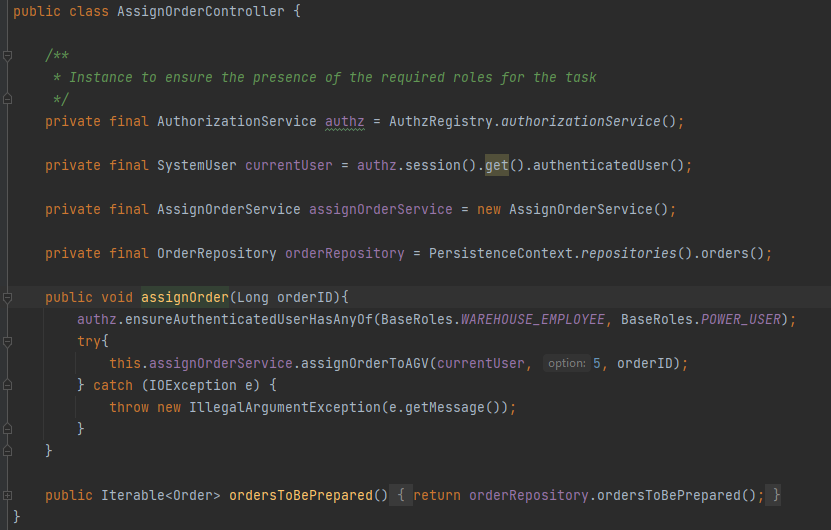 public class AssignOrderController {
/**
* Instance to ensure the presence of the required roles for the task
*/
private final AuthorizationService authz = AuthzRegistry.authorizationService();
private final SystemUser currentUser = authz.session().get().authenticatedUser();
private final AssignOrderService assignOrderService = new AssignOrderService();
private final OrderRepository orderRepository = PersistenceContext.repositories().orders();
public void assignOrder(Long orderID){
authz.ensureAuthenticatedUserHasAnyOf(BaseRoles.WAREHOUSE_EMPLOYEE, BaseRoles.POWER_USER);
try{
this.assignOrderService.assignOrderToAGV(currentUser, option: 5, orderID);
} catch (IOException e) {
throw new IllegalArgumentException(e.getMessage());
}
}
public Iterable<Order> ordersToBePrepared() { return orderRepository.ordersToBePrepared(); }
}